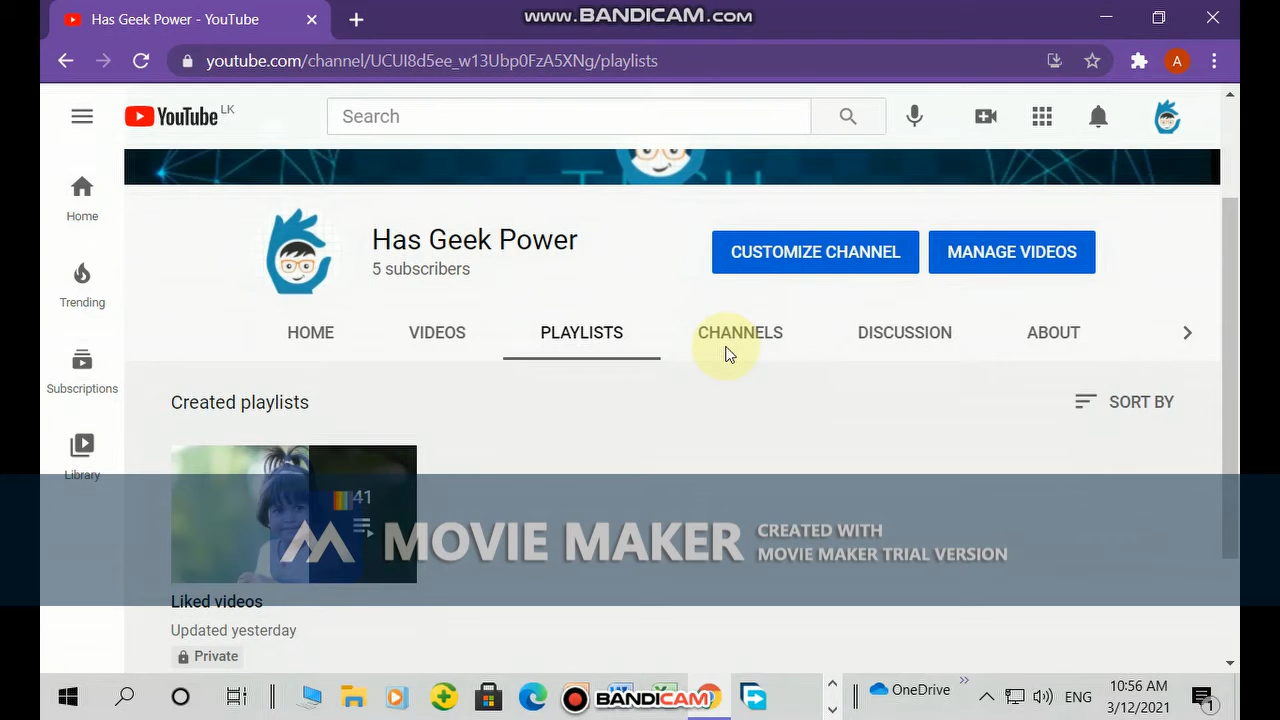 Has Geek Power - YouTube
www.BANDICAM.com
youtube.com/channel/UCUI8d5ee_w13Ubp0FzA5XNg/playlists
A
YouTube LK
Search
TECH
Home
Has Geek Power
5 subscribers
CUSTOMIZE CHANNEL
MANAGE VIDEOS
Trending
HOME
VIDEOS
PLAYLISTS
CHANNELS
DISCUSSION
ABOUT
Subscriptions
Created playlists
SORT BY
Library
41
MOVIE MAKER
CREATED WITH
MOVIE MAKER TRIAL VERSION
Liked videos
Updated yesterday
Private
BANDICAM
OneDrive
ENG
10:56 AM
3/12/2021
1